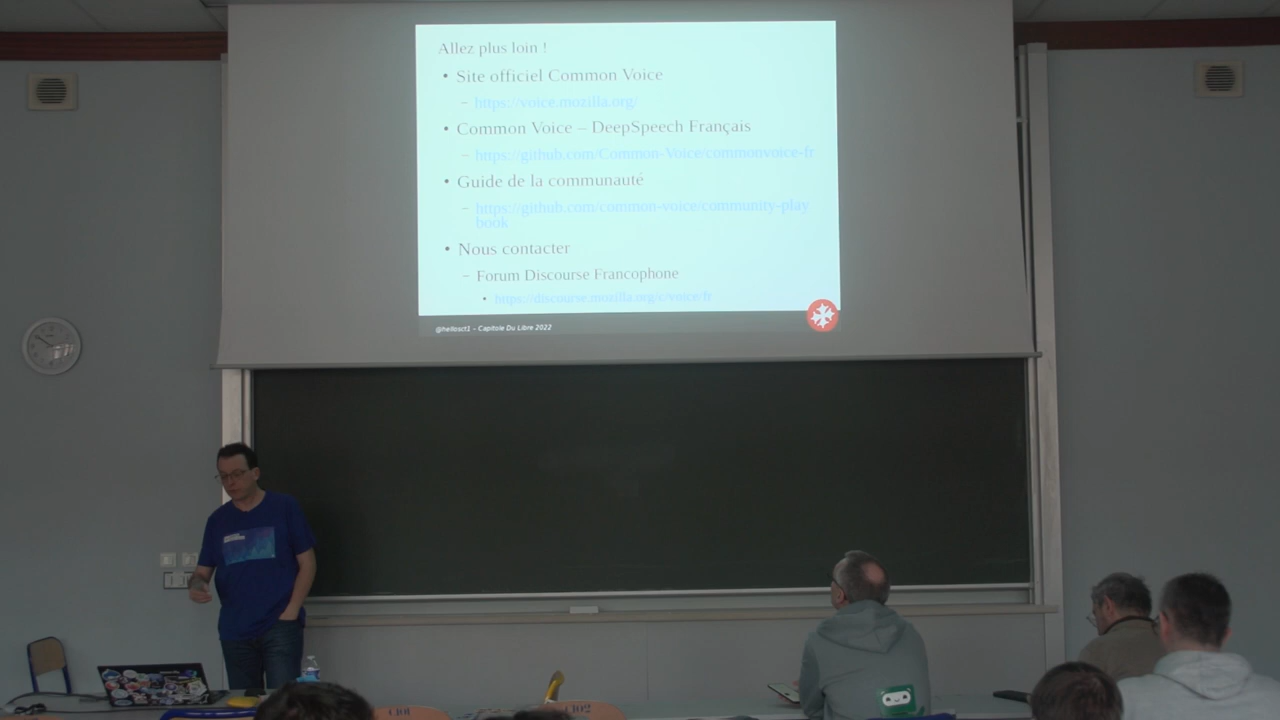 Allez plus loin !
• Site officiel Common Voice
– https://voice.mozilla.org/
• Common Voice – DeepSpeech Français
– https://github.com/Common-Voice/commonvoice-fr
• Guide de la communauté
– https://github.com/common-voice/community-play
book
• Nous contacter
– Forum Discourse Francophone
• https://discourse.mozilla.org/c/voice/fr
@hellosct1 – Capitole Du Libre 2022